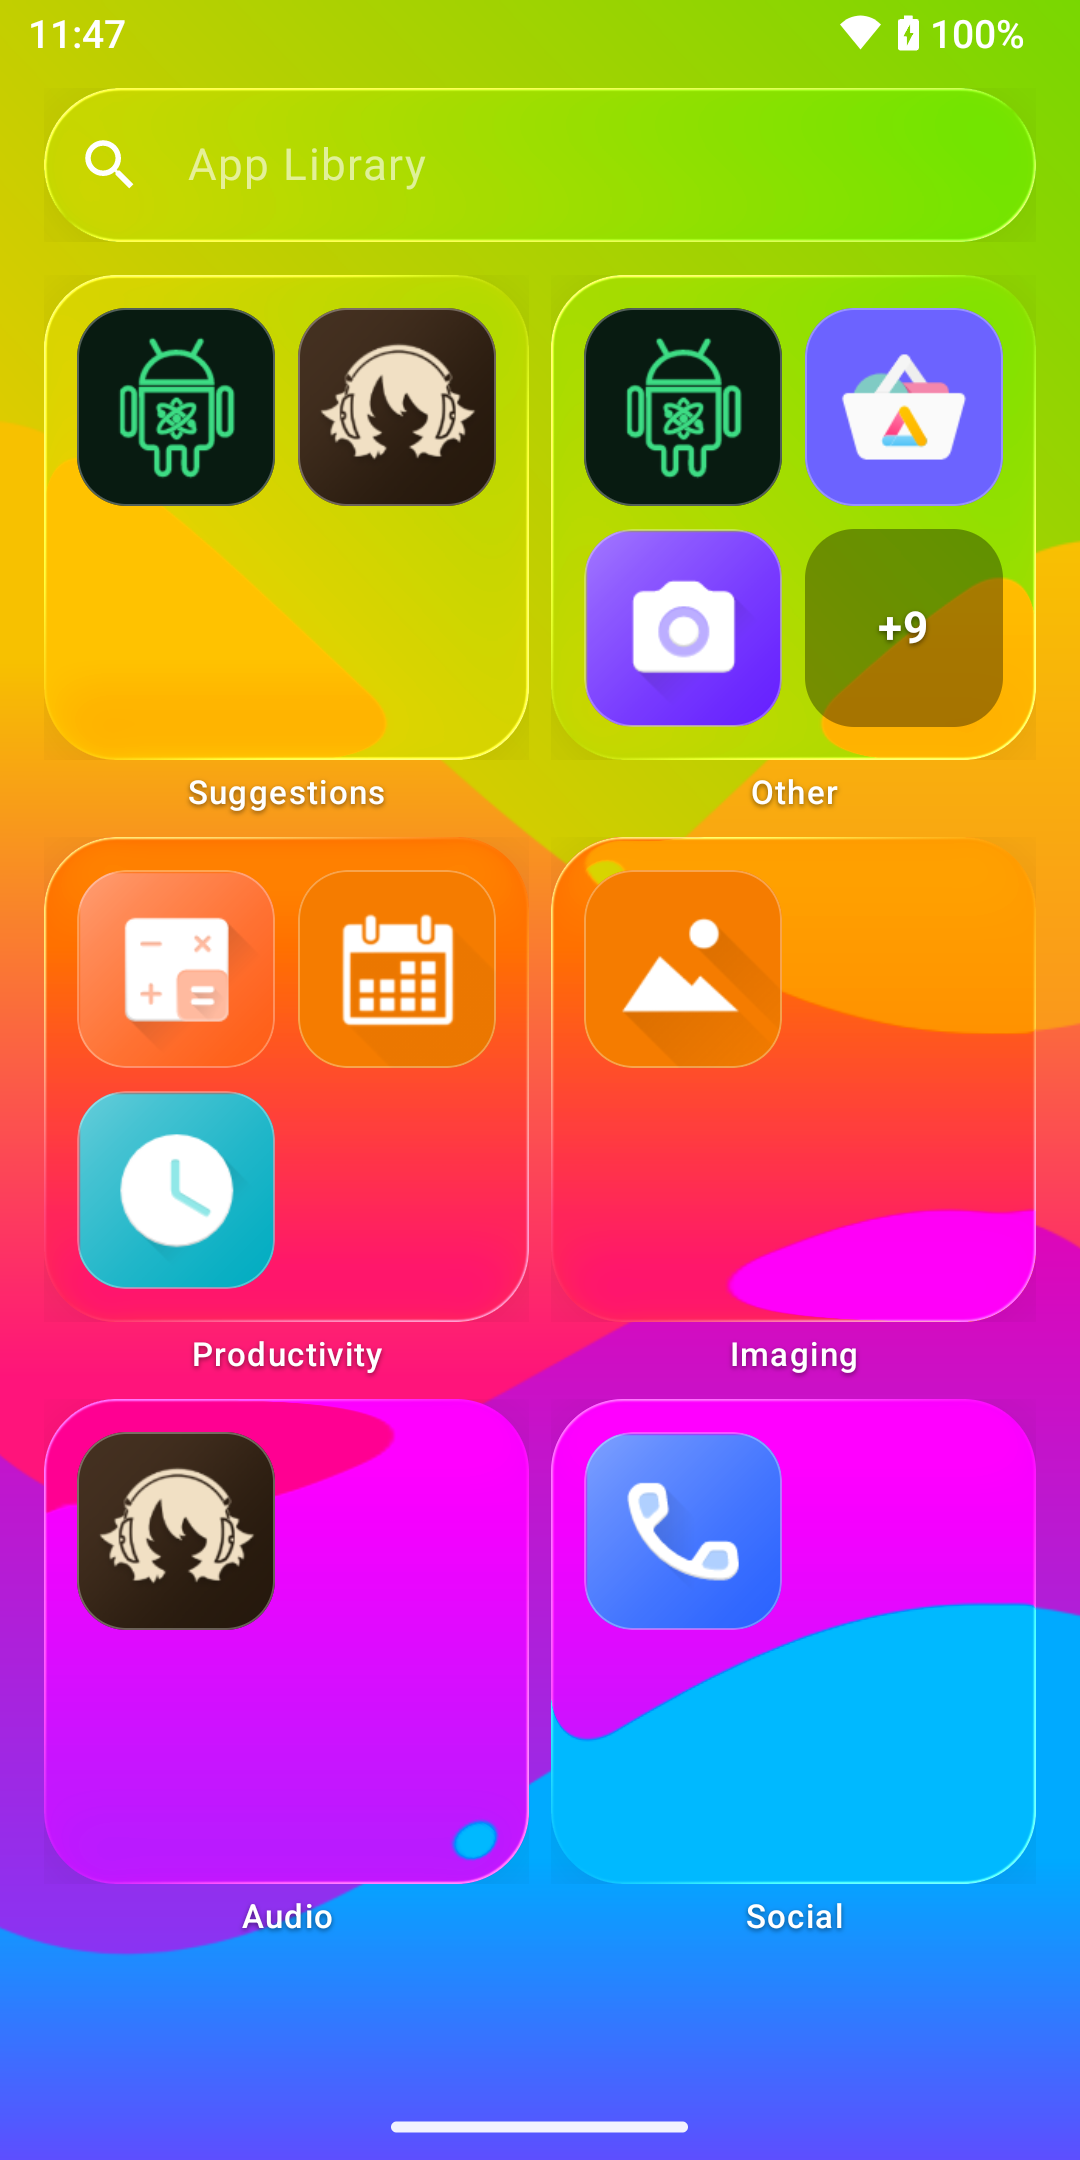 11:47 100%
App Library
+9
Suggestions Other
Productivity Imaging
Audio Social